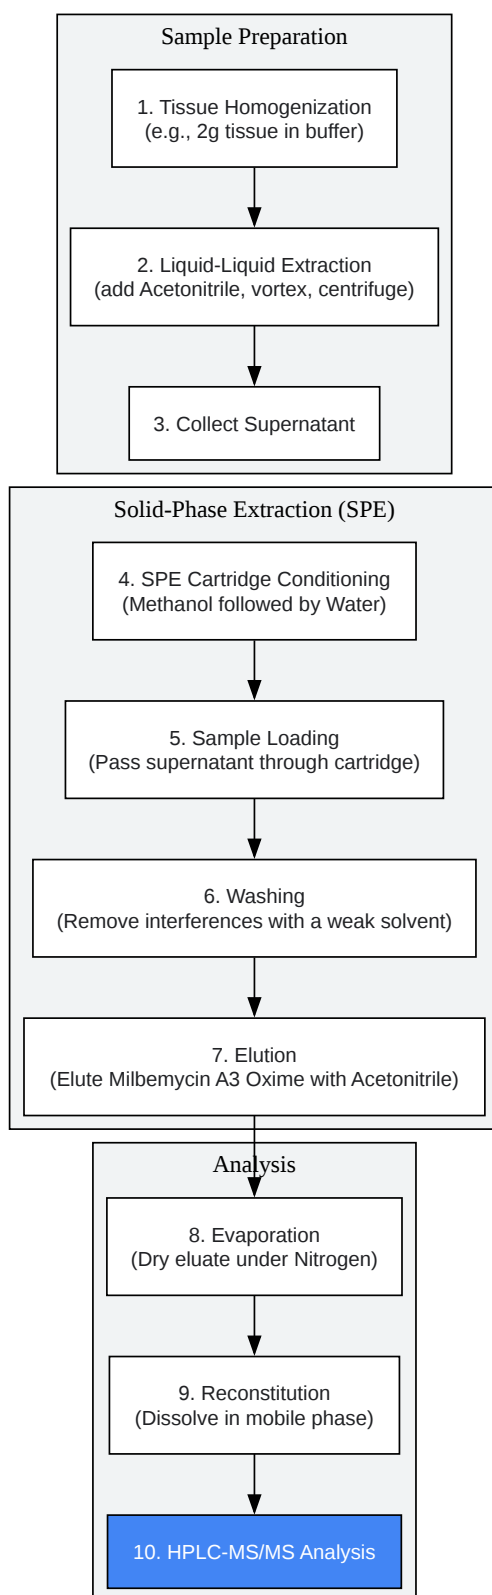 Sample Preparation
1. Tissue Homogenization
(e.g., 2g tissue in buffer)
2. Liquid-Liquid Extraction
(add Acetonitrile, vortex, centrifuge)
3. Collect Supernatant
Solid-Phase Extraction (SPE)
4. SPE Cartridge Conditioning
(Methanol followed by Water)
5. Sample Loading
(Pass supernatant through cartridge)
6. Washing
(Remove interferences with a weak solvent)
7. Elution
(Elute Milbemycin A3 Oxime with Acetonitrile)
Analysis
8. Evaporation
(Dry eluate under Nitrogen)
9. Reconstitution
(Dissolve in mobile phase)
10. HPLC-MS/MS Analysis